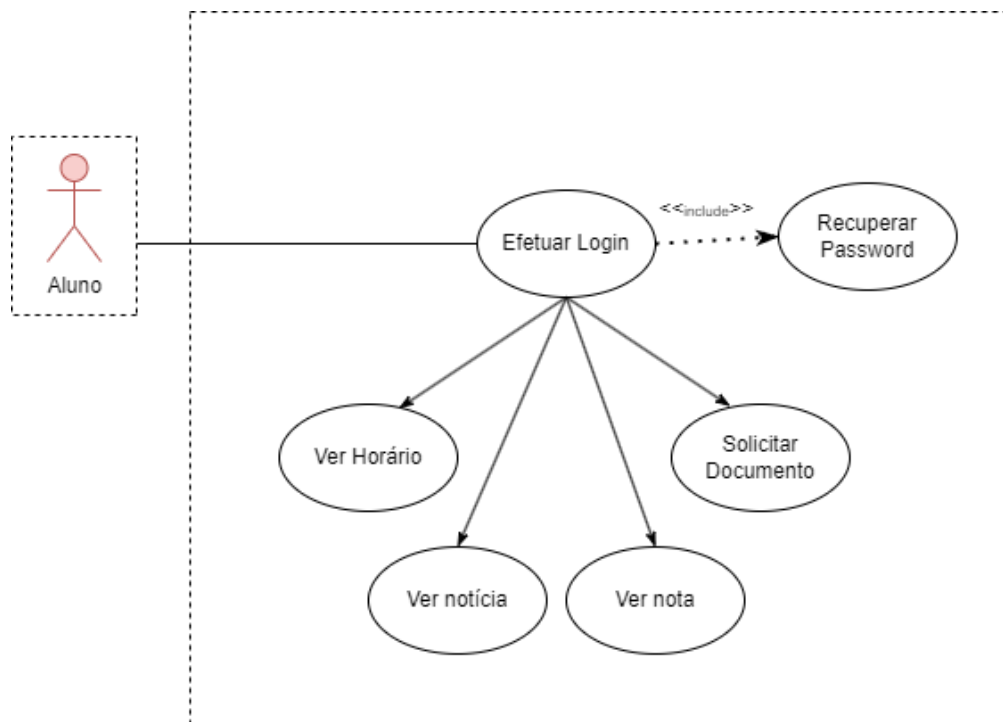 Aluno
Efetuar Login
<<include>>
Recuperar
Password
Ver Horário
Solicitar
Documento
Ver notícia
Ver nota